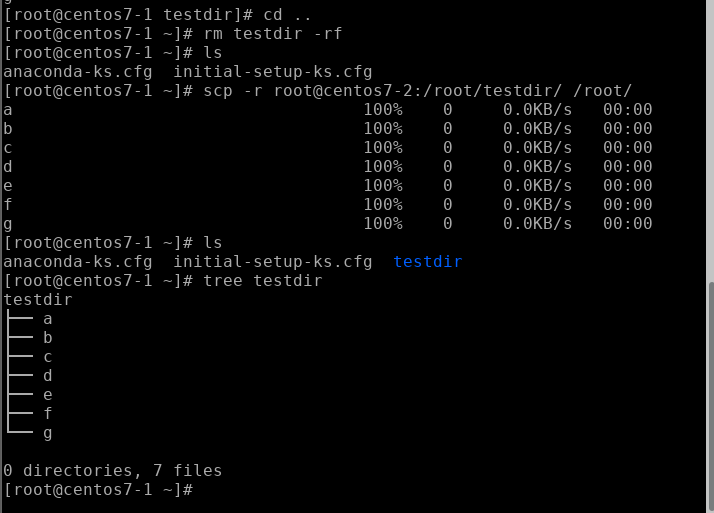 [root@centos7-1 testdir]# cd ..
[root@centos7-1 ~]# rm testdir -rf
[root@centos7-1 ~]# ls
anaconda-ks.cfg  initial-setup-ks.cfg
[root@centos7-1 ~]# scp -r root@centos7-2:/root/testdir/ /root/
a                                   100%    0     0.0KB/s   00:00
b                                   100%    0     0.0KB/s   00:00
c                                   100%    0     0.0KB/s   00:00
d                                   100%    0     0.0KB/s   00:00
e                                   100%    0     0.0KB/s   00:00
f                                   100%    0     0.0KB/s   00:00
g                                   100%    0     0.0KB/s   00:00
[root@centos7-1 ~]# ls
anaconda-ks.cfg  initial-setup-ks.cfg  testdir
[root@centos7-1 ~]# tree testdir
testdir
├── a
├── b
├── c
├── d
├── e
├── f
└── g

0 directories, 7 files
[root@centos7-1 ~]#